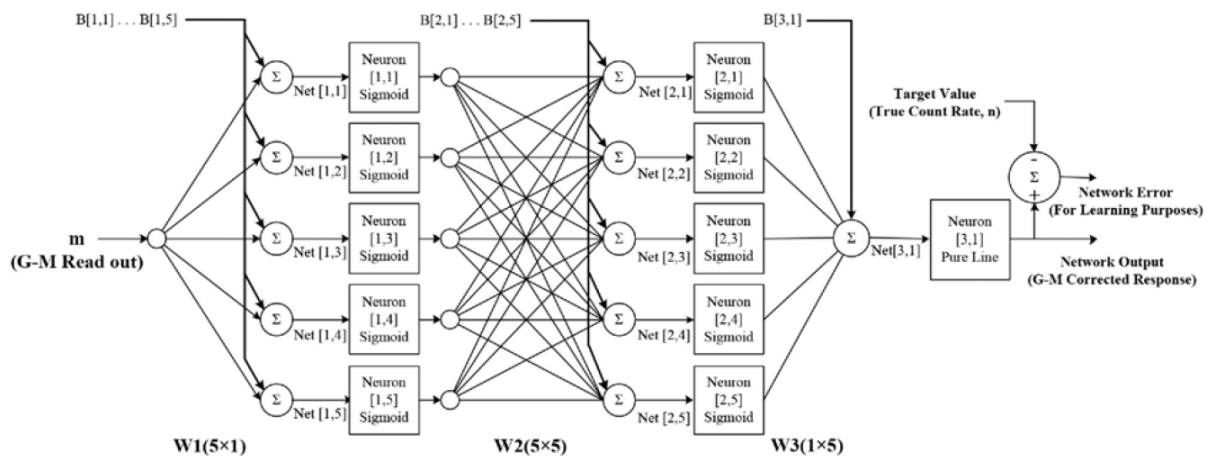 B[1,1] . . . B[1,5]
B[2,1] . . . B[2,5]
B[3,1]
Σ
Net [1,1]
Neuron
[1,1]
Sigmoid
Σ
Net [2,1]
Neuron
[2,1]
Sigmoid
Target Value
(True Count Rate, n)
Σ
Net [1,2]
Neuron
[1,2]
Sigmoid
Σ
Net [2,2]
Neuron
[2,2]
Sigmoid
-
Σ
+
Network Error
(For Learning Purposes)
m
(G-M Read out)
Σ
Net [1,3]
Neuron
[1,3]
Sigmoid
Σ
Net [2,3]
Neuron
[2,3]
Sigmoid
Σ
Net[3,1]
Neuron
[3,1]
Pure Line
Network Output
(G-M Corrected Response)
Σ
Net [1,4]
Neuron
[1,4]
Sigmoid
Σ
Net [2,4]
Neuron
[2,4]
Sigmoid
Σ
Net [1,5]
Neuron
[1,5]
Sigmoid
Σ
Net [2,5]
Neuron
[2,5]
Sigmoid
W1(5×1)
W2(5×5)
W3(1×5)